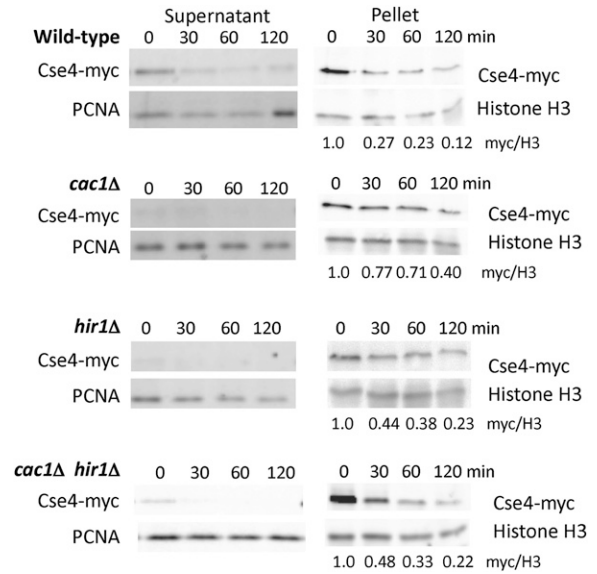 Supernatant Pellet
Wild-type 0 30 60 120 0 30 60 120 min
Cse4-myc Cse4-myc
PCNA Histone H3
1.0 0.27 0.23 0.12 myc/H3
cac1Δ 0 30 60 120 0 30 60 120 min
Cse4-myc Cse4-myc
PCNA Histone H3
1.0 0.77 0.71 0.40 myc/H3
hir1Δ 0 30 60 120 0 30 60 120 min
Cse4-myc Cse4-myc
PCNA Histone H3
1.0 0.44 0.38 0.23 myc/H3
cac1Δ hir1Δ 0 30 60 120 0 30 60 120 min
Cse4-myc Cse4-myc
PCNA Histone H3
1.0 0.48 0.33 0.22 myc/H3